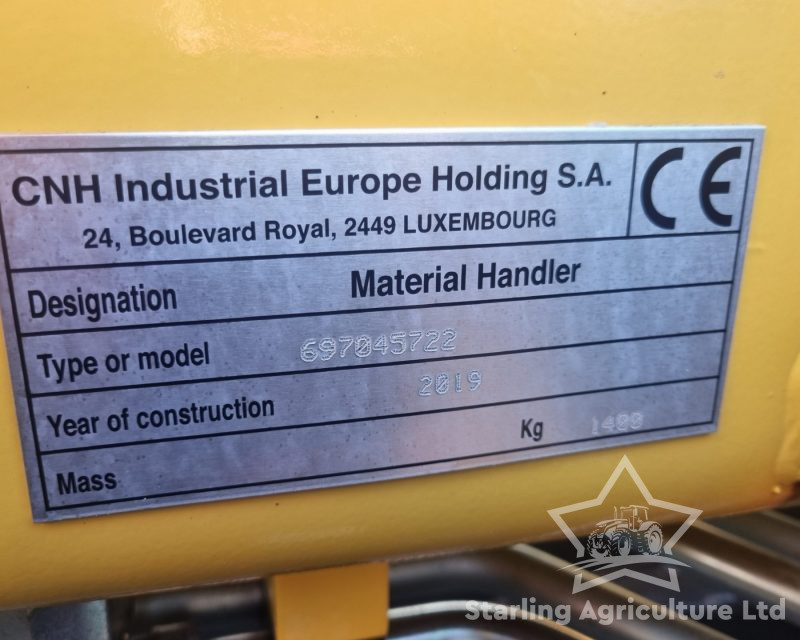 CNH Industrial Europe Holding S.A.
24, Boulevard Royal, 2449 LUXEMBOURG
CE
Designation Material Handler
Type or model 697045722
Year of construction 2019
Mass Kg 1400
Starling Agriculture Ltd